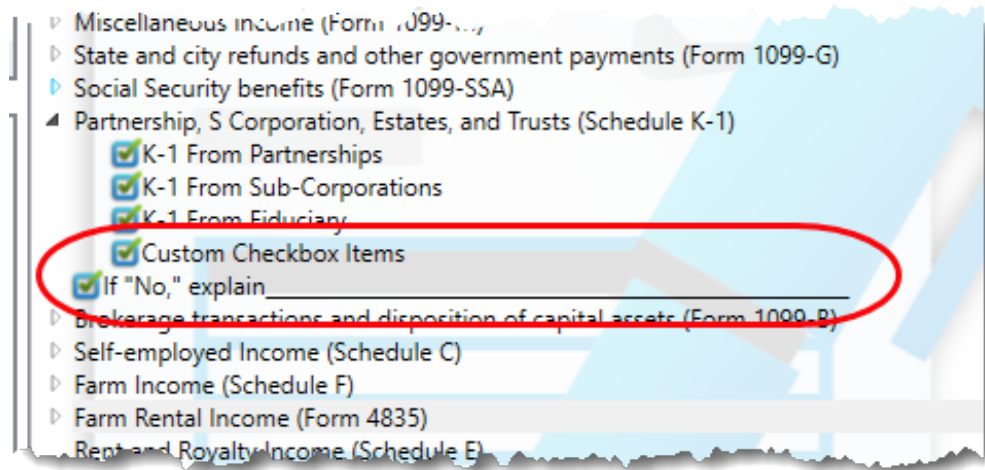 Miscellaneous Income (Form 1099-
State and city refunds and other government payments (Form 1099-G)
Social Security benefits (Form 1099-SSA)
Partnership, S Corporation, Estates, and Trusts (Schedule K-1)
K-1 From Partnerships
K-1 From Sub-Corporations
K-1 From Fiduciary
Custom Checkbox Items
If "No," explain
Brokerage transactions and disposition of capital assets (Form 1099-B)
Self-employed Income (Schedule C)
Farm Income (Schedule F)
Farm Rental Income (Form 4835)
Rent and Royalty Income (Schedule E)